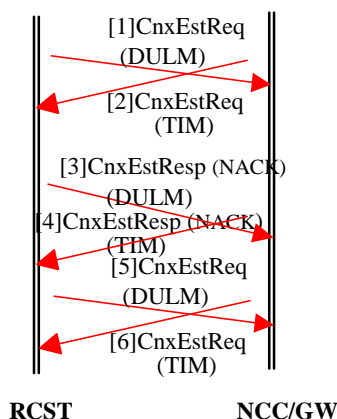 [1]CnxEstReq
(DULM)
[2]CnxEstReq
(TIM)
[3]CnxEstResp (NACK)
(DULM)
[4]CnxEstResp (NACK)
(TIM)
[5]CnxEstReq
(DULM)
[6]CnxEstReq
(TIM)
RCST NCC/GW